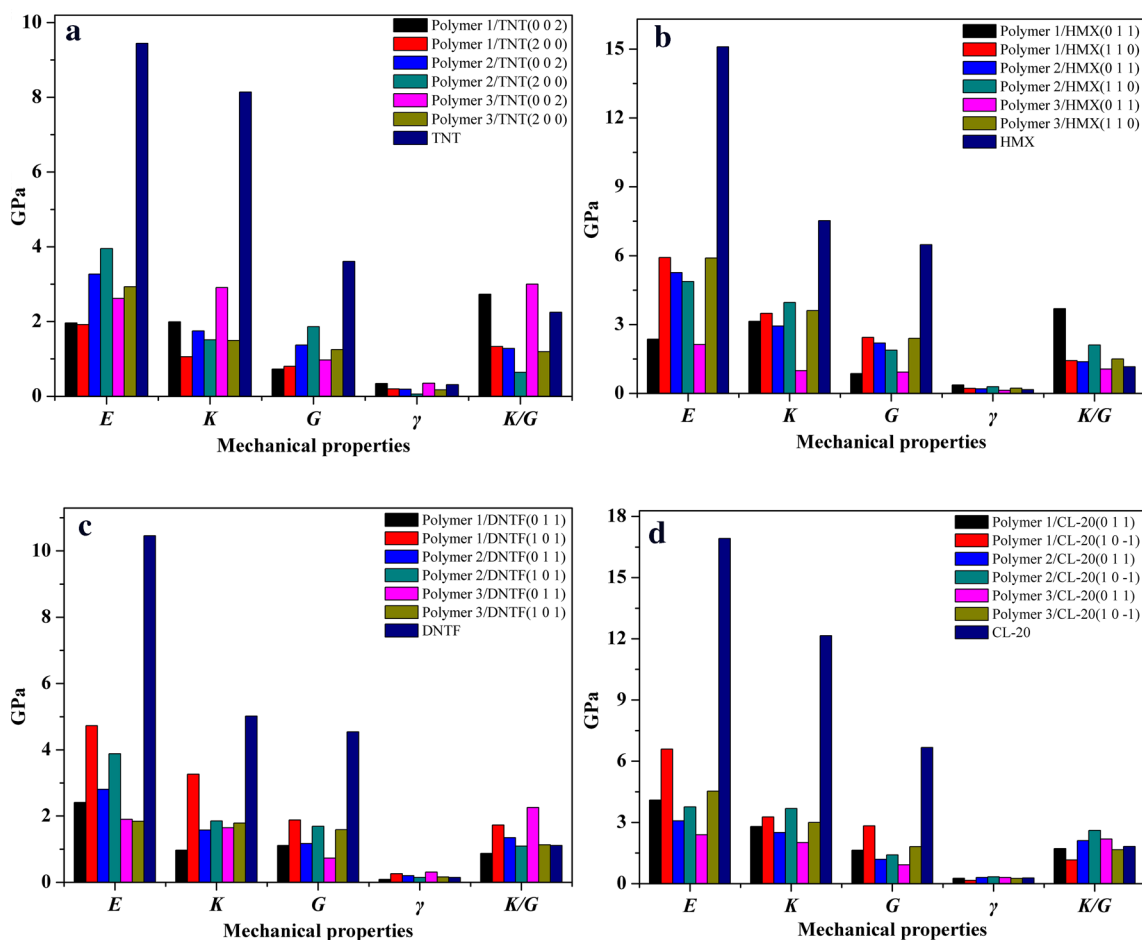 a
Polymer 1/TNT(0 0 2)
Polymer 1/TNT(2 0 0)
Polymer 2/TNT(0 0 2)
Polymer 2/TNT(2 0 0)
Polymer 3/TNT(0 0 2)
Polymer 3/TNT(2 0 0)
TNT
10
8
6
4
2
0
GPa
E K G γ K/G
Mechanical properties
b
Polymer 1/HMX(0 1 1)
Polymer 1/HMX(1 1 0)
Polymer 2/HMX(0 1 1)
Polymer 2/HMX(1 1 0)
Polymer 3/HMX(0 1 1)
Polymer 3/HMX(1 1 0)
HMX
15
12
9
6
3
0
GPa
E K G γ K/G
Mechanical properties
c
Polymer 1/DNTF(0 1 1)
Polymer 1/DNTF(1 0 1)
Polymer 2/DNTF(0 1 1)
Polymer 2/DNTF(1 0 1)
Polymer 3/DNTF(0 1 1)
Polymer 3/DNTF(1 0 1)
DNTF
10
8
6
4
2
0
GPa
E K G γ K/G
Mechanical properties
d
Polymer 1/CL-20(0 1 1)
Polymer 1/CL-20(1 0 -1)
Polymer 2/CL-20(0 1 1)
Polymer 2/CL-20(1 0 -1)
Polymer 3/CL-20(0 1 1)
Polymer 3/CL-20(1 0 -1)
CL-20
18
15
12
9
6
3
0
GPa
E K G γ K/G
Mechanical properties